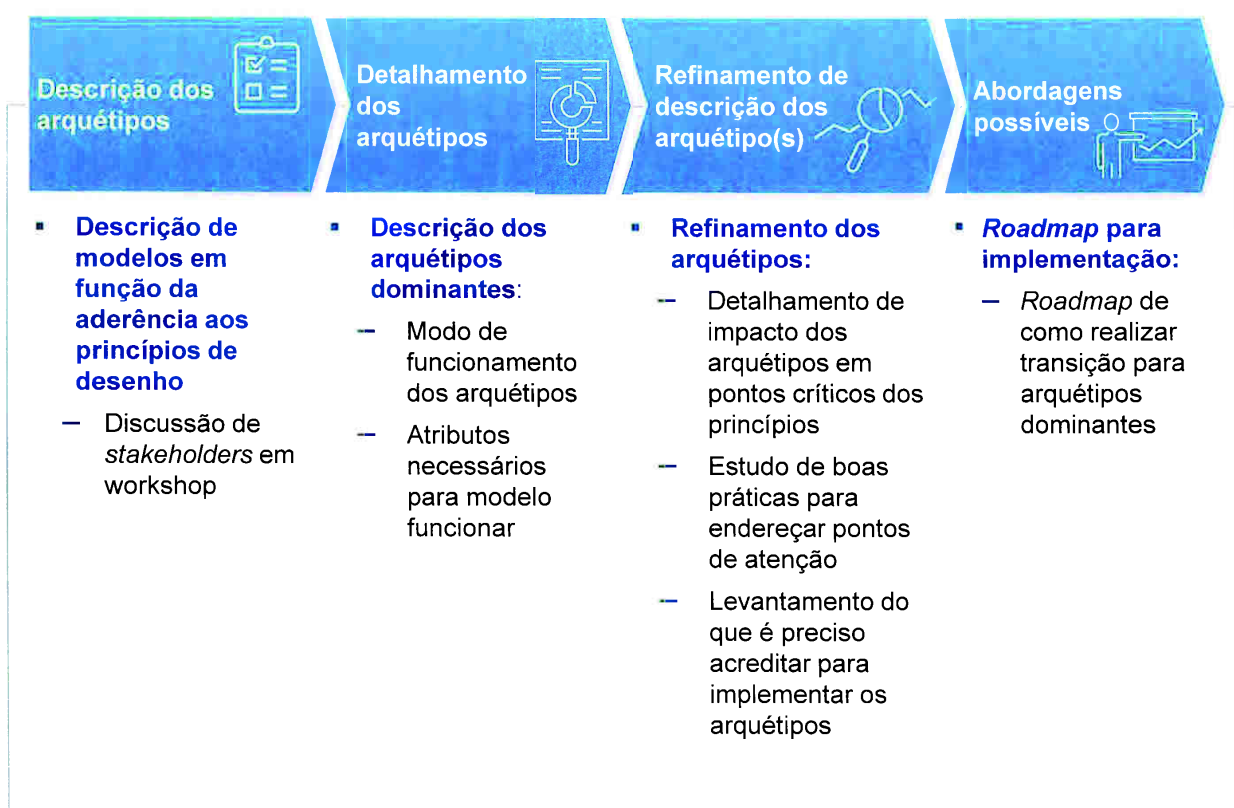 Descrição dos
arquétipos
Detalhamento
dos
arquétipos
Refinamento de
descrição dos
arquétipo(s)
Abordagens
possíveis
▪ Descrição de
modelos em
função da
aderência aos
princípios de
desenho
– Discussão de
stakeholders em
workshop
▪ Descrição dos
arquétipos
dominantes:
– Modo de
funcionamento
dos arquétipos
– Atributos
necessários
para modelo
funcionar
▪ Refinamento dos
arquétipos:
– Detalhamento de
impacto dos
arquétipos em
pontos críticos dos
princípios
– Estudo de boas
práticas para
endereçar pontos
de atenção
– Levantamento do
que é preciso
acreditar para
implementar os
arquétipos
▪ Roadmap para
implementação:
– Roadmap de
como realizar
transição para
arquétipos
dominantes